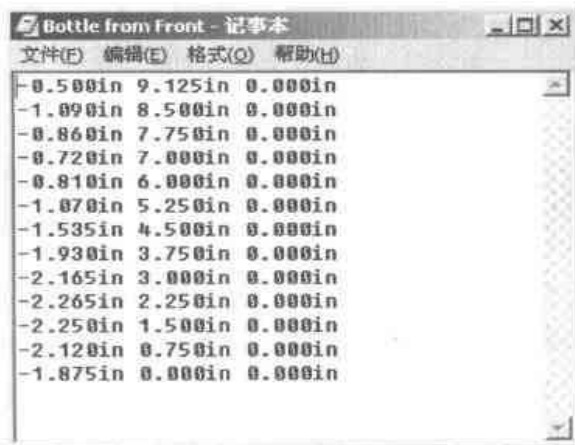 Bottle from Front - 记事本
文件(F) 编辑(E) 格式(O) 帮助(H)
-0.500in 9.125in 0.000in
-1.090in 8.500in 0.000in
-0.860in 7.750in 0.000in
-0.720in 7.000in 0.000in
-0.810in 6.000in 0.000in
-1.070in 5.250in 0.000in
-1.535in 4.500in 0.000in
-1.930in 3.750in 0.000in
-2.165in 3.000in 0.000in
-2.265in 2.250in 0.000in
-2.250in 1.500in 0.000in
-2.120in 0.750in 0.000in
-1.875in 0.000in 0.000in